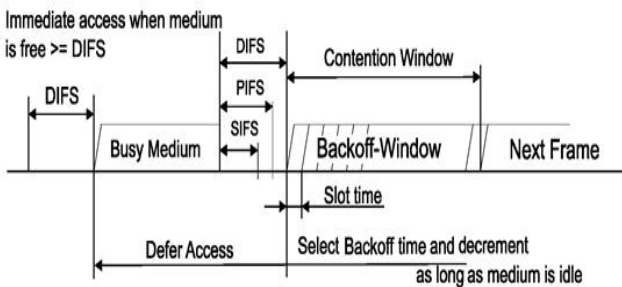 Immediate access when medium
is free >= DIFS
DIFS
Contention Window
DIFS
PIFS
SIFS
Busy Medium
Backoff-Window
Next Frame
Slot time
Defer Access
Select Backoff time and decrement
as long as medium is idle